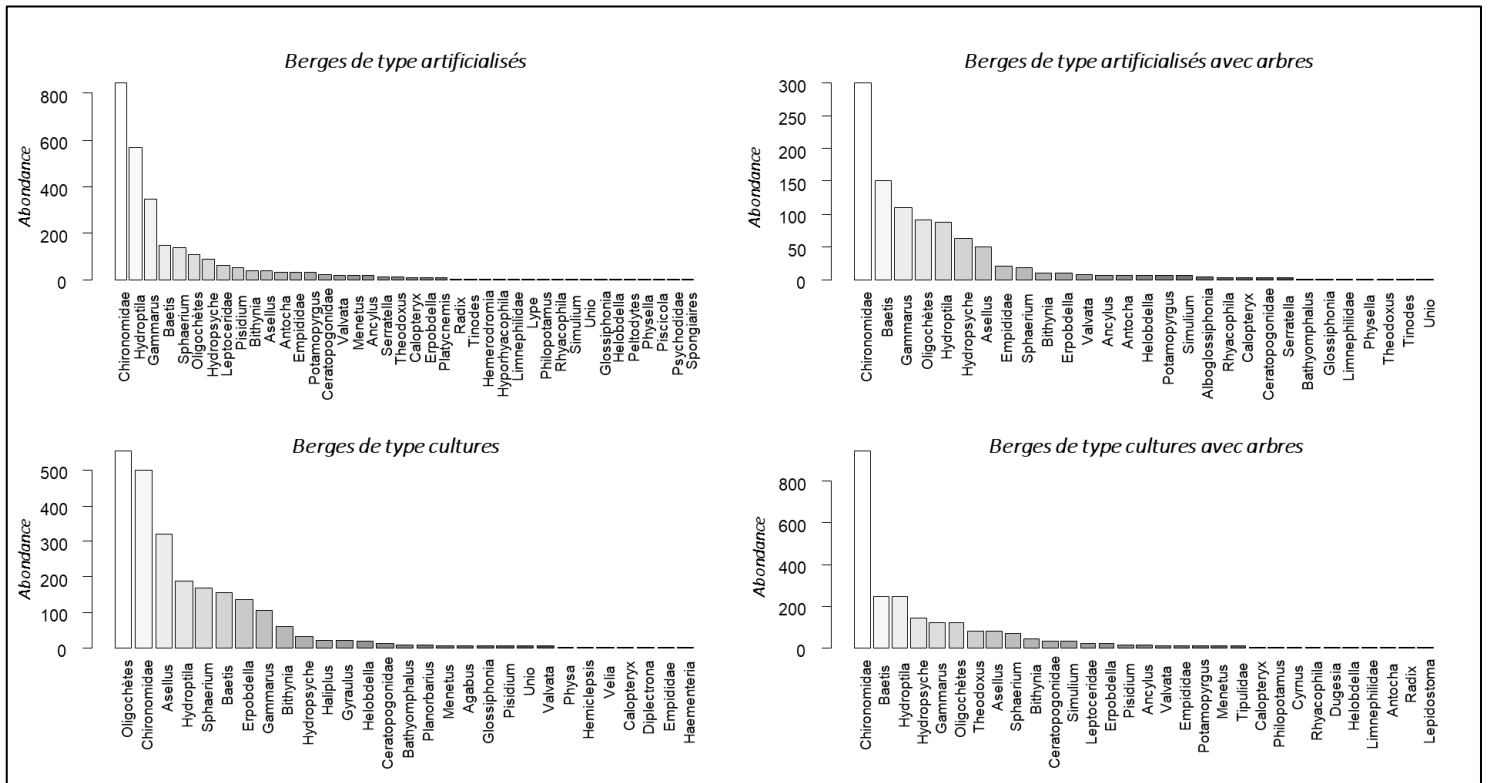 Berges de type artificialisés
Abondance
800
600
400
200
0
Chironomidae
Hydroptila
Gammarus
Baetis
Sphaerium
Oligochètes
Hydropsyche
Leptoceridae
Pisidium
Bithynia
Asellus
Antocha
Empididae
Potamopyrgus
Ceratopogonidae
Valvata
Menetus
Ancylus
Serratella
Theodoxus
Calopteryx
Erpobdella
Platycnemis
Radix
Tinodes
Hemerodromia
Hyporhyacophila
Limnephilidae
Lype
Philopotamus
Rhyacophila
Simulium
Unio
Glossiphonia
Helobdella
Peltodytes
Physella
Piscicola
Psychodidae
Spongiaires
Berges de type artificialisés avec arbres
Abondance
300
250
200
150
100
50
0
Chironomidae
Baetis
Gammarus
Oligochètes
Hydroptila
Hydropsyche
Asellus
Empididae
Sphaerium
Bithynia
Erpobdella
Valvata
Ancylus
Antocha
Helobdella
Potamopyrgus
Simulium
Alboglossiphonia
Rhyacophila
Calopteryx
Ceratopogonidae
Serratella
Bathyomphalus
Glossiphonia
Limnephilidae
Physella
Theodoxus
Tinodes
Unio
Berges de type cultures
Abondance
500
400
300
200
100
0
Oligochètes
Chironomidae
Asellus
Hydroptila
Sphaerium
Baetis
Erpobdella
Gammarus
Bithynia
Hydropsyche
Haliplus
Gyraulus
Helobdella
Ceratopogonidae
Bathyomphalus
Planorbarius
Menetus
Agabus
Glossiphonia
Pisidium
Unio
Valvata
Physa
Hemiclepsis
Velia
Calopteryx
Diplectrona
Empididae
Haementeria
Berges de type cultures avec arbres
Abondance
800
600
400
200
0
Chironomidae
Baetis
Hydroptila
Hydropsyche
Gammarus
Oligochètes
Theodoxus
Asellus
Sphaerium
Bithynia
Ceratopogonidae
Simulium
Leptoceridae
Erpobdella
Pisidium
Ancylus
Valvata
Empididae
Potamopyrgus
Menetus
Tipulidae
Calopteryx
Philopotamus
Cyrnus
Rhyacophila
Dugesia
Helobdella
Limnephilidae
Antocha
Radix
Lepidostoma